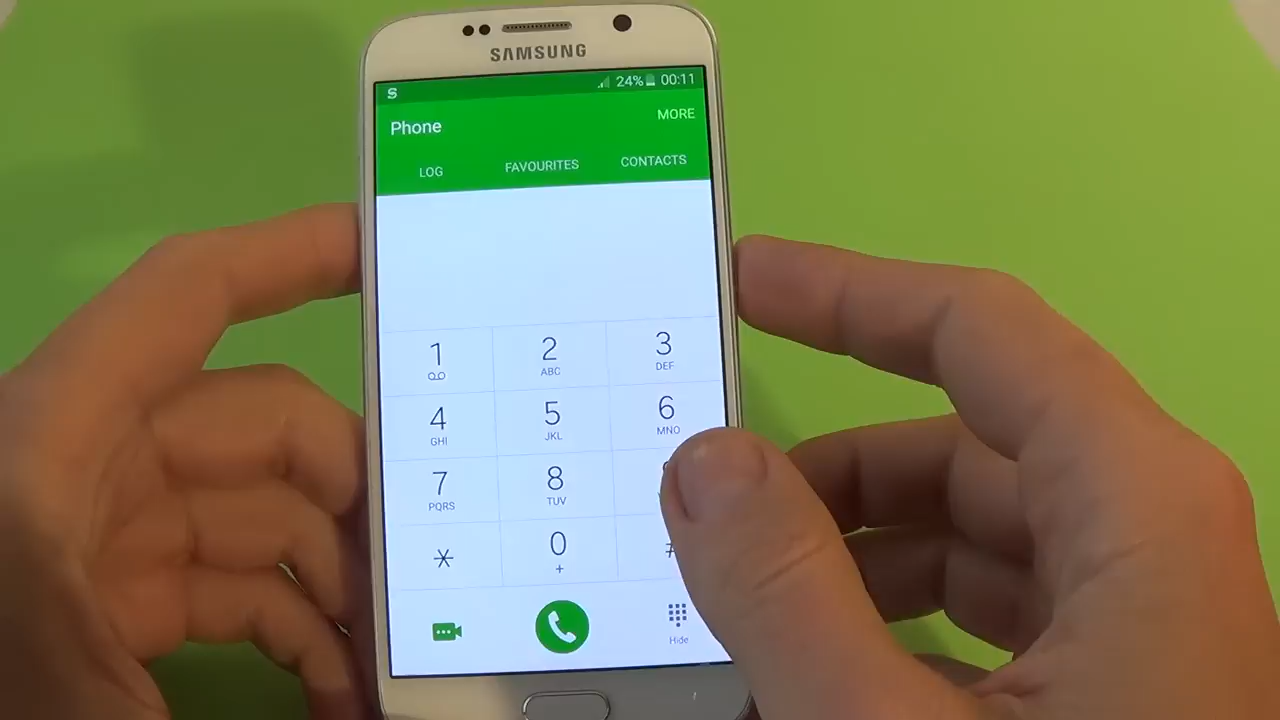 SAMSUNG
S 24% 00:11
MORE
Phone
LOG FAVOURITES CONTACTS
1 2 3
ABC DEF
4 5 6
GHI JKL MNO
7 8
PQRS TUV
* 0 #
+
Hide